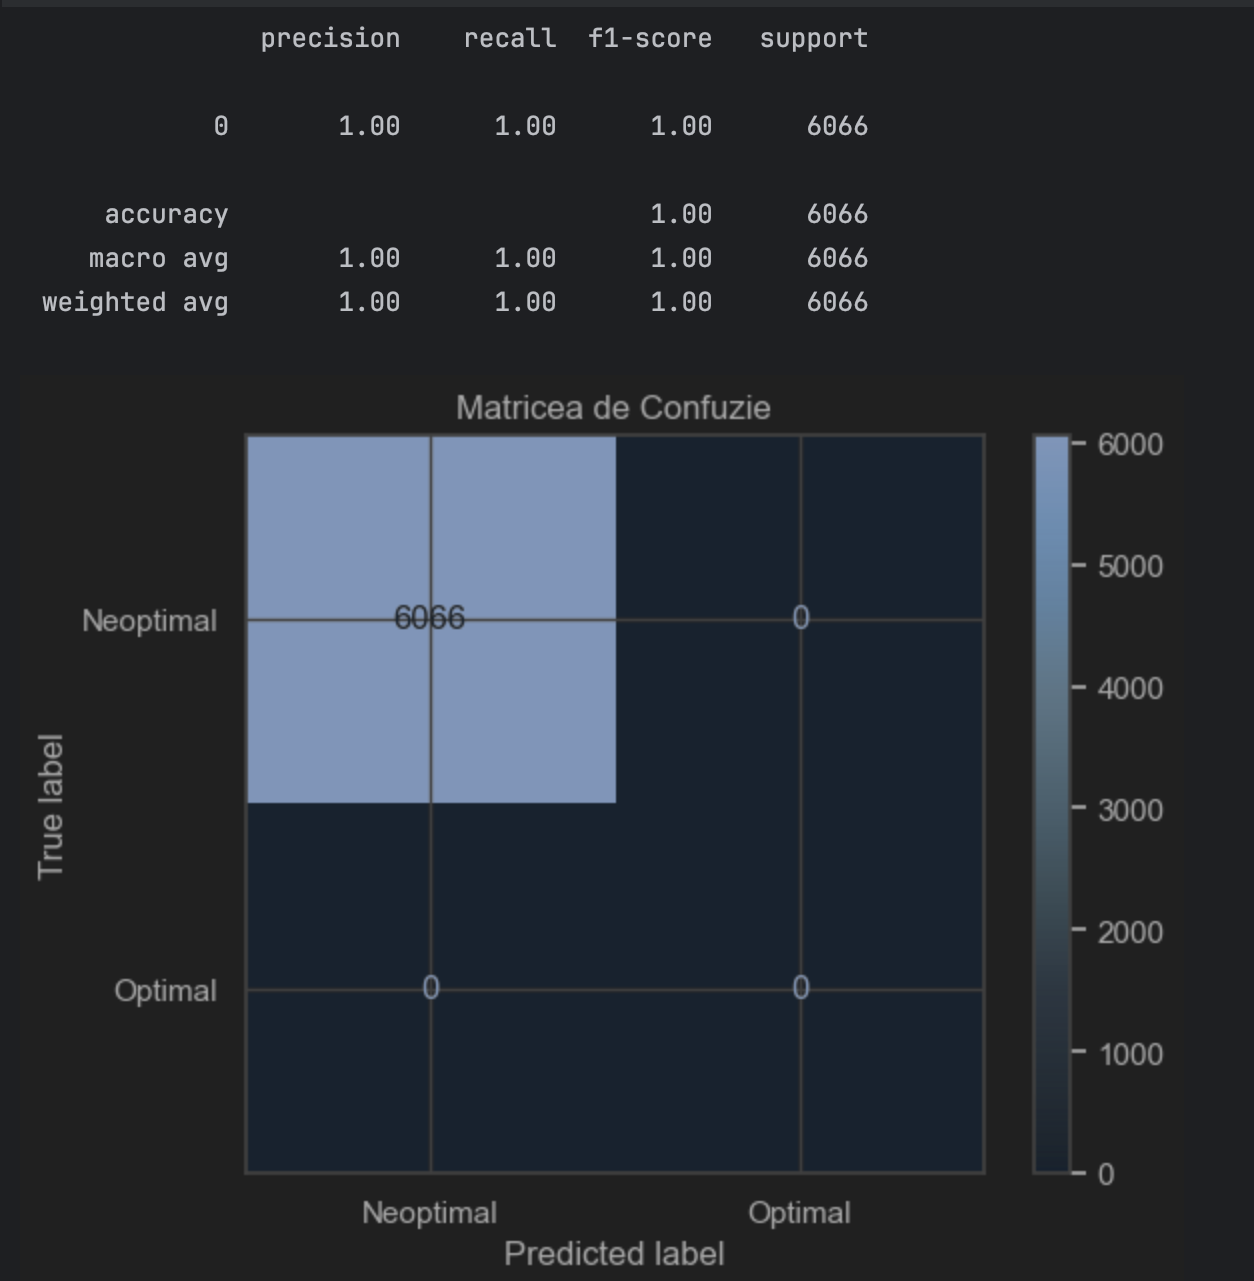 precision recall f1-score support
0 1.00 1.00 1.00 6066
accuracy 1.00 6066
macro avg 1.00 1.00 1.00 6066
weighted avg 1.00 1.00 1.00 6066
Matricea de Confuzie
6000
5000
Neoptimal 6066 0
4000
True label
3000
2000
Optimal 0 0
1000
0
Neoptimal Optimal
Predicted label